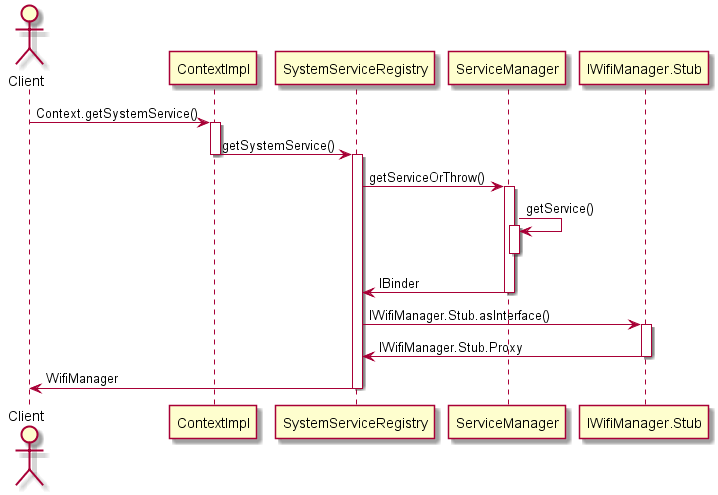 Client
ContextImpl
SystemServiceRegistry
ServiceManager
IWifiManager.Stub
Context.getSystemService()
getSystemService()
getServiceOrThrow()
getService()
IBinder
IWifiManager.Stub.asInterface()
IWifiManager.Stub.Proxy
WifiManager
Client
ContextImpl
SystemServiceRegistry
ServiceManager
IWifiManager.Stub